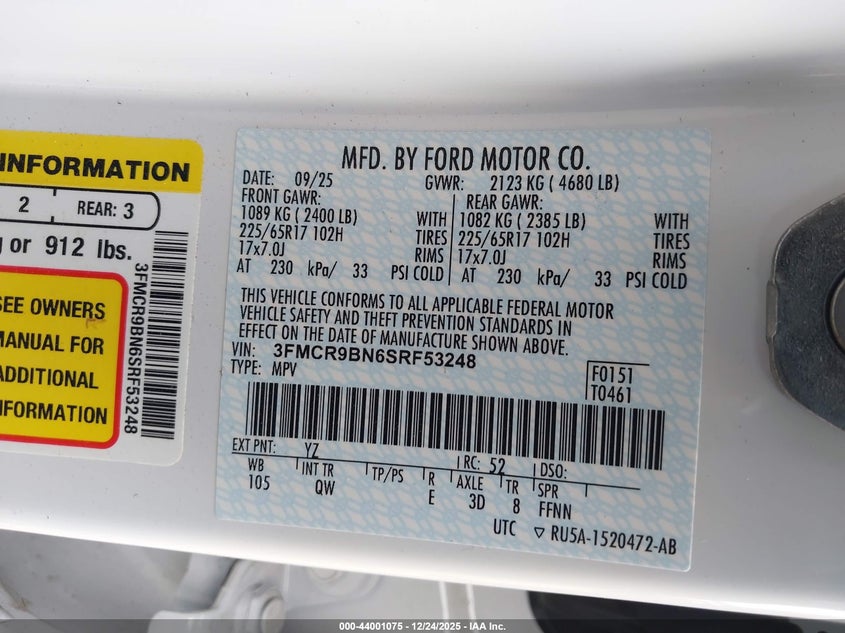 INFORMATION
2 REAR: 3
or 912 lbs.
SEE OWNERS
MANUAL FOR
ADDITIONAL
INFORMATION
3FMCR9BN6SRF53248
MFD. BY FORD MOTOR CO.
DATE: 09/25 GVWR: 2123 KG ( 4680 LB)
FRONT GAWR: REAR GAWR:
1089 KG ( 2400 LB) WITH 1082 KG ( 2385 LB) WITH
225/65R17 102H TIRES 225/65R17 102H TIRES
17x7.0J RIMS 17x7.0J RIMS
AT 230 kPa/ 33 PSI COLD AT 230 kPa/ 33 PSI COLD
THIS VEHICLE CONFORMS TO ALL APPLICABLE FEDERAL MOTOR
VEHICLE SAFETY AND THEFT PREVENTION STANDARDS IN
EFFECT ON THE DATE OF MANUFACTURE SHOWN ABOVE.
VIN: 3FMCR9BN6SRF53248
TYPE: MPV
F0151
T0461
EXT PNT: YZ RC: 52 DSO:
WB INT TR TP/PS R AXLE TR SPR
105 QW E 3D 8 FFNN
UTC ▽ RU5A-1520472-AB
000-44001075 - 12/24/2025 - IAA Inc.